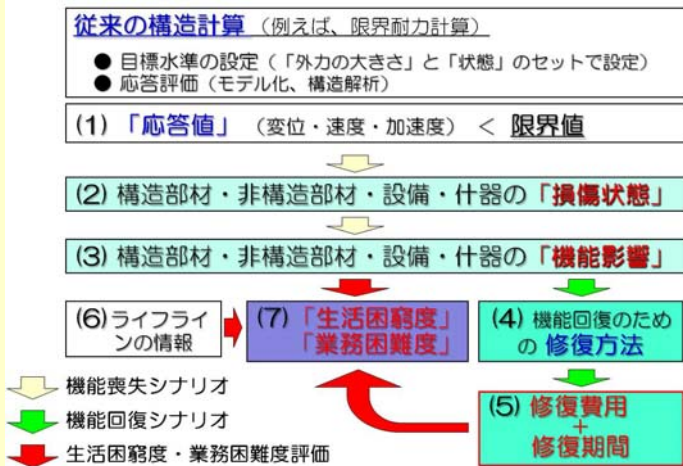 従来の構造計算 (例えば、限界耐力計算)
● 目標水準の設定(「外力の大きさ」と「状態」のセットで設定)
● 応答評価(モデル化、構造解析)
(1) 「応答値」 (変位・速度・加速度) < 限界値
(2) 構造部材・非構造部材・設備・什器の「損傷状態」
(3) 構造部材・非構造部材・設備・什器の「機能影響」
(6) ライフライ
ンの情報
(7) 「生活困窮度」
「業務困難度」
(4) 機能回復のため
の 修復方法
(5) 修復費用
+
修復期間
機能喪失シナリオ
機能回復シナリオ
生活困窮度・業務困難度評価